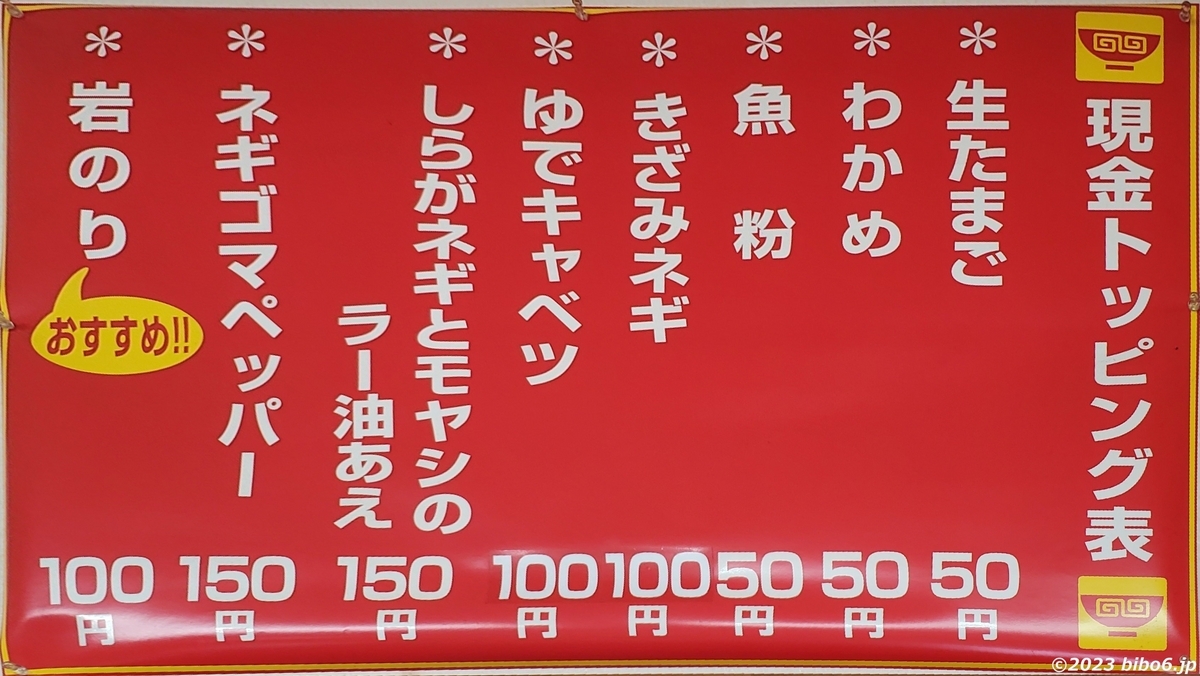 現金トッピング表
*生たまご 50円
*わかめ 50円
*魚粉 50円
*きざみネギ 100円
*ゆでキャベツ 100円
*しらがネギとモヤシの
ラー油あえ 150円
*ネギゴマペッパー 150円
*岩のり 100円
おすすめ!!
©2023 bibo6.jp